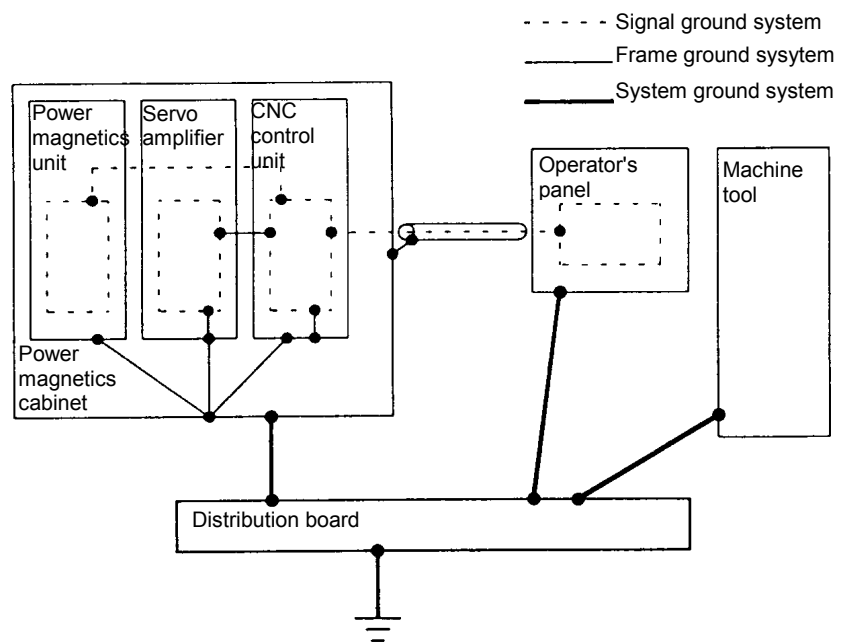 Signal ground system
Frame ground sysytem
System ground system
Power
magnetics
unit
Servo
amplifier
CNC
control
unit
Operator's
panel
Machine
tool
Power
magnetics
cabinet
Distribution board